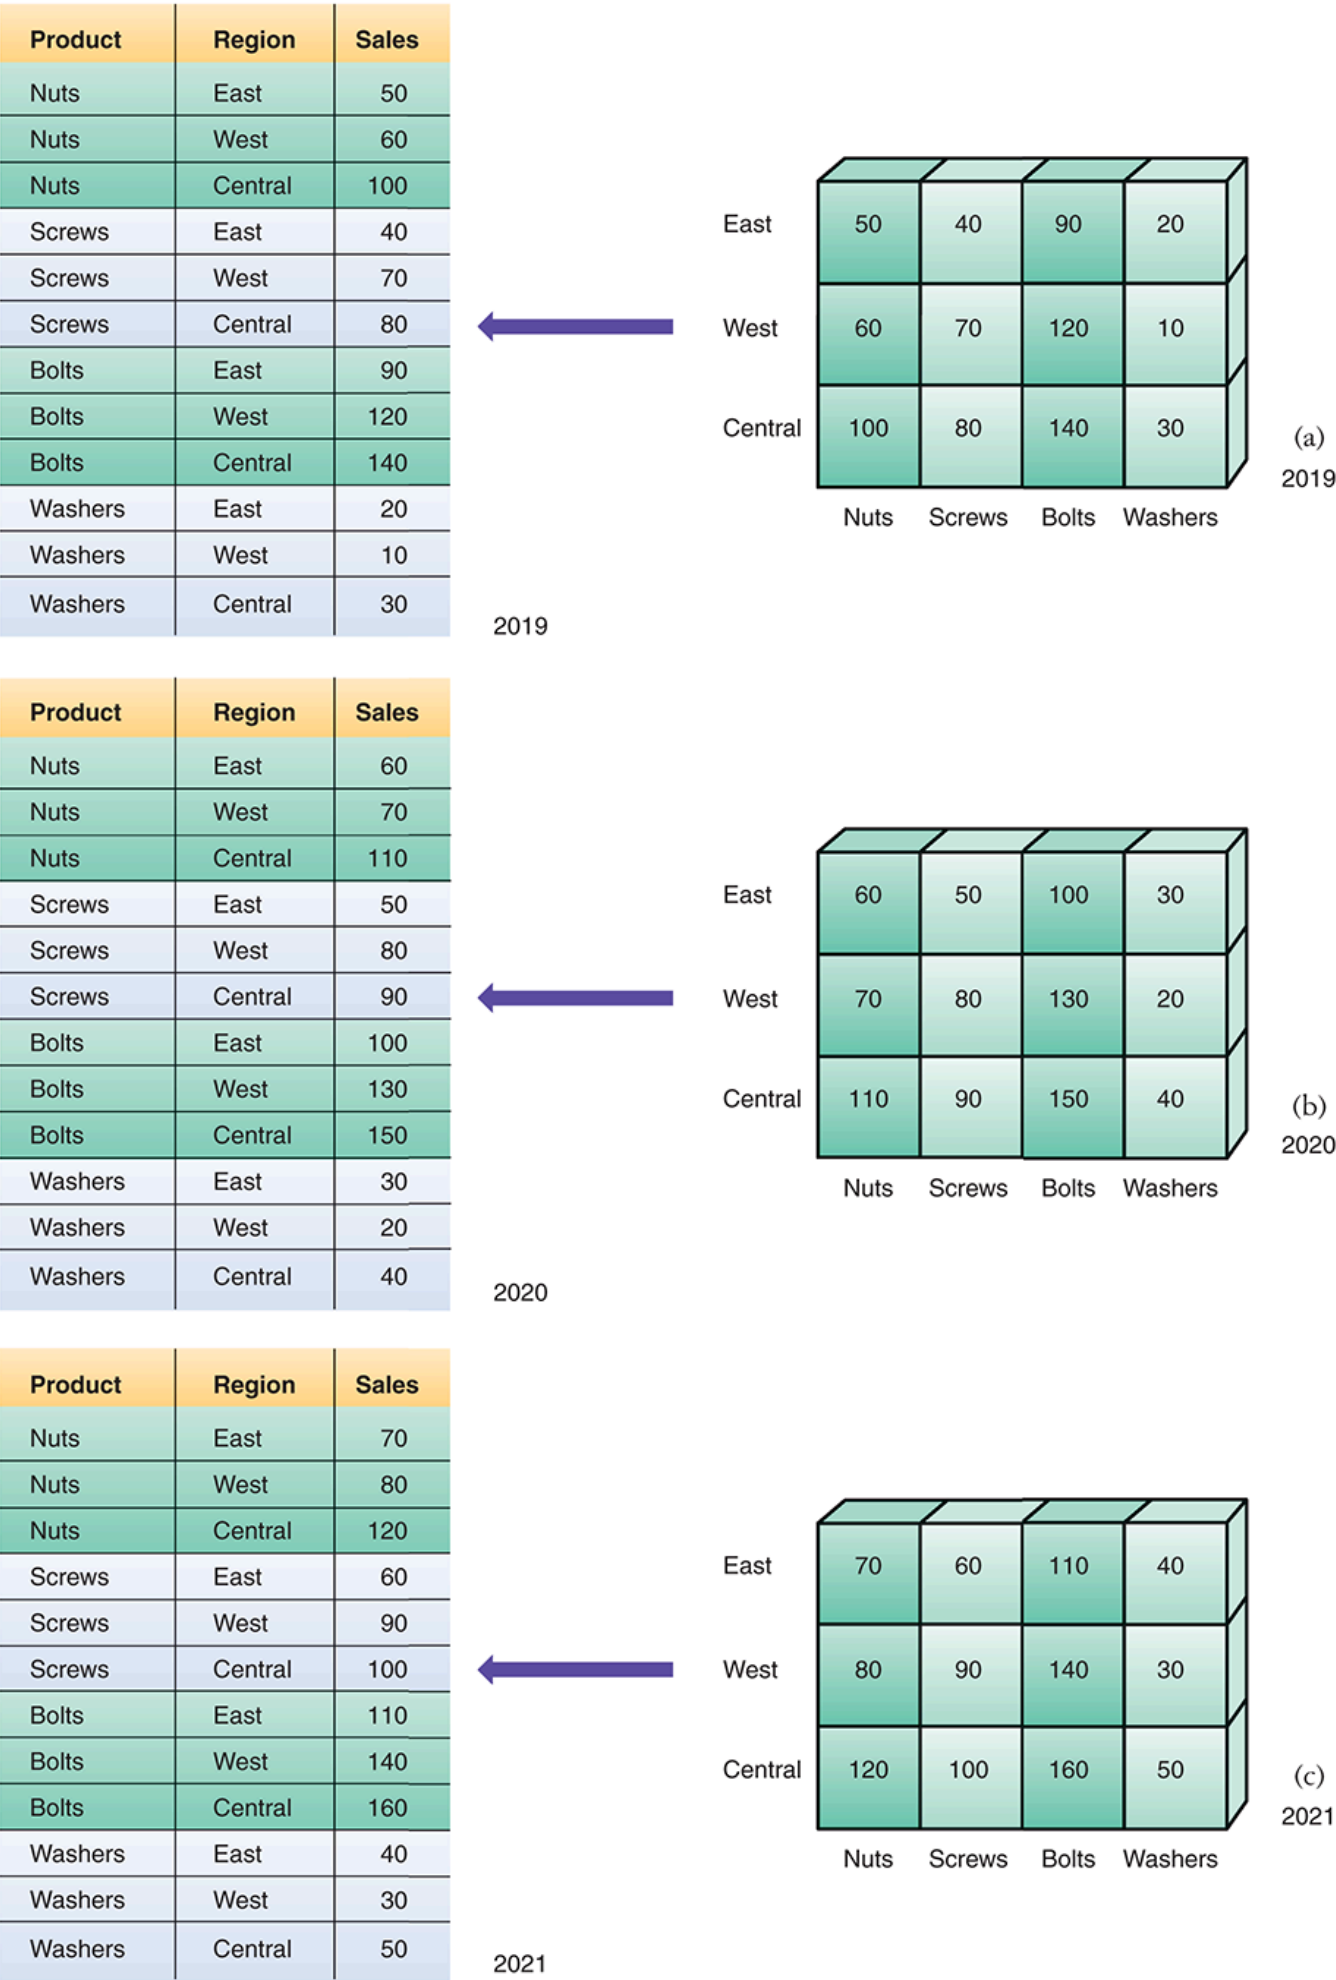 Product Region Sales
Nuts East 50
Nuts West 60
Nuts Central 100
Screws East 40
Screws West 70
Screws Central 80
Bolts East 90
Bolts West 120
Bolts Central 140
Washers East 20
Washers West 10
Washers Central 30
2019
East 50 40 90 20
West 60 70 120 10
Central 100 80 140 30
(a)
2019
Nuts Screws Bolts Washers
Product Region Sales
Nuts East 60
Nuts West 70
Nuts Central 110
Screws East 50
Screws West 80
Screws Central 90
Bolts East 100
Bolts West 130
Bolts Central 150
Washers East 30
Washers West 20
Washers Central 40
2020
East 60 50 100 30
West 70 80 130 20
Central 110 90 150 40
(b)
2020
Nuts Screws Bolts Washers
Product Region Sales
Nuts East 70
Nuts West 80
Nuts Central 120
Screws East 60
Screws West 90
Screws Central 100
Bolts East 110
Bolts West 140
Bolts Central 160
Washers East 40
Washers West 30
Washers Central 50
2021
East 70 60 110 40
West 80 90 140 30
Central 120 100 160 50
(c)
2021
Nuts Screws Bolts Washers